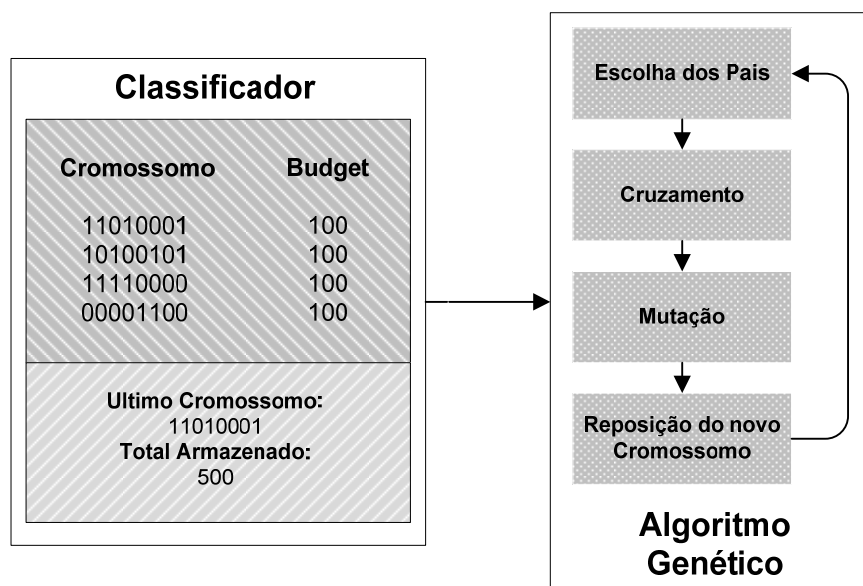 Classificador
Cromossomo Budget
11010001 100
10100101 100
11110000 100
00001100 100
Ultimo Cromossomo:
11010001
Total Armazenado:
500
Escolha dos Pais
Cruzamento
Mutação
Reposição do novo
Cromossomo
Algoritmo
Genético